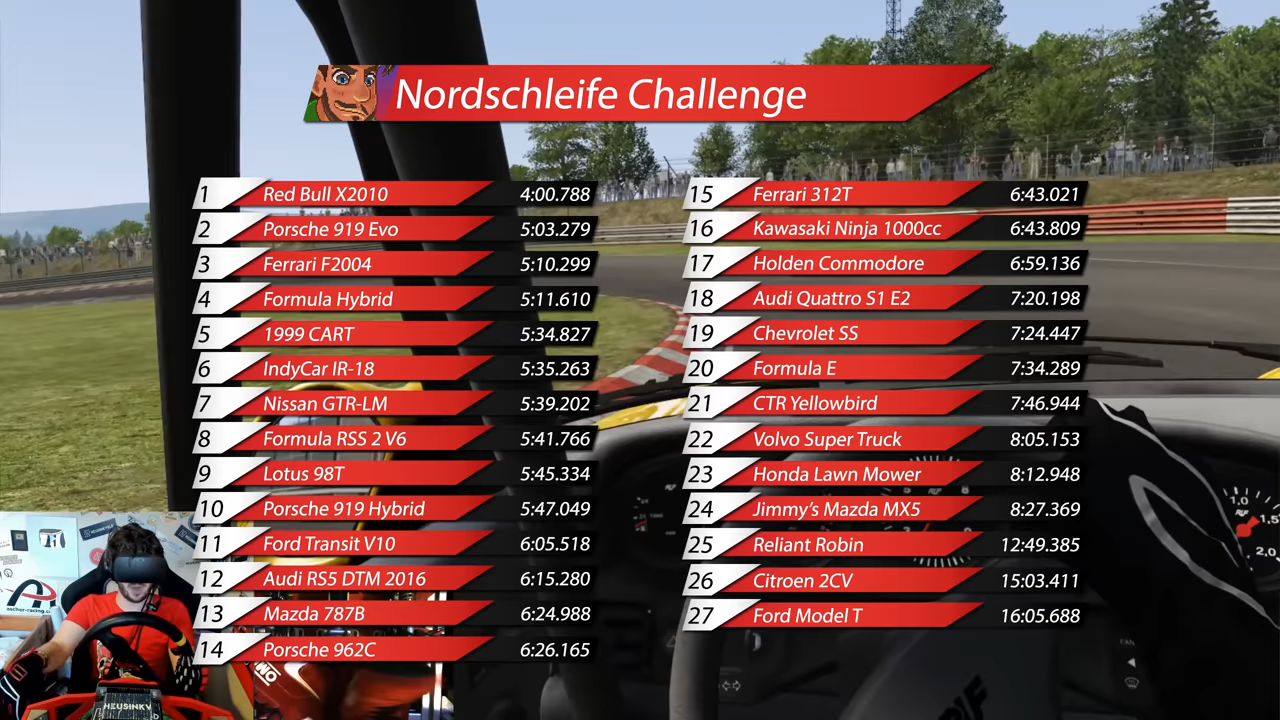 Nordschleife Challenge
1 Red Bull X2010 4:00.788
2 Porsche 919 Evo 5:03.279
3 Ferrari F2004 5:10.299
4 Formula Hybrid 5:11.610
5 1999 CART 5:34.827
6 IndyCar IR-18 5:35.263
7 Nissan GTR-LM 5:39.202
8 Formula RSS 2 V6 5:41.766
9 Lotus 98T 5:45.334
10 Porsche 919 Hybrid 5:47.049
11 Ford Transit V10 6:05.518
12 Audi RS5 DTM 2016 6:15.280
13 Mazda 787B 6:24.988
14 Porsche 962C 6:26.165
15 Ferrari 312T 6:43.021
16 Kawasaki Ninja 1000cc 6:43.809
17 Holden Commodore 6:59.136
18 Audi Quattro S1 E2 7:20.198
19 Chevrolet SS 7:24.447
20 Formula E 7:34.289
21 CTR Yellowbird 7:46.944
22 Volvo Super Truck 8:05.153
23 Honda Lawn Mower 8:12.948
24 Jimmy's Mazda MX5 8:27.369
25 Reliant Robin 12:49.385
26 Citroen 2CV 15:03.411
27 Ford Model T 16:05.688
1,0
1,5
2,0
FAN
HEUSINKV